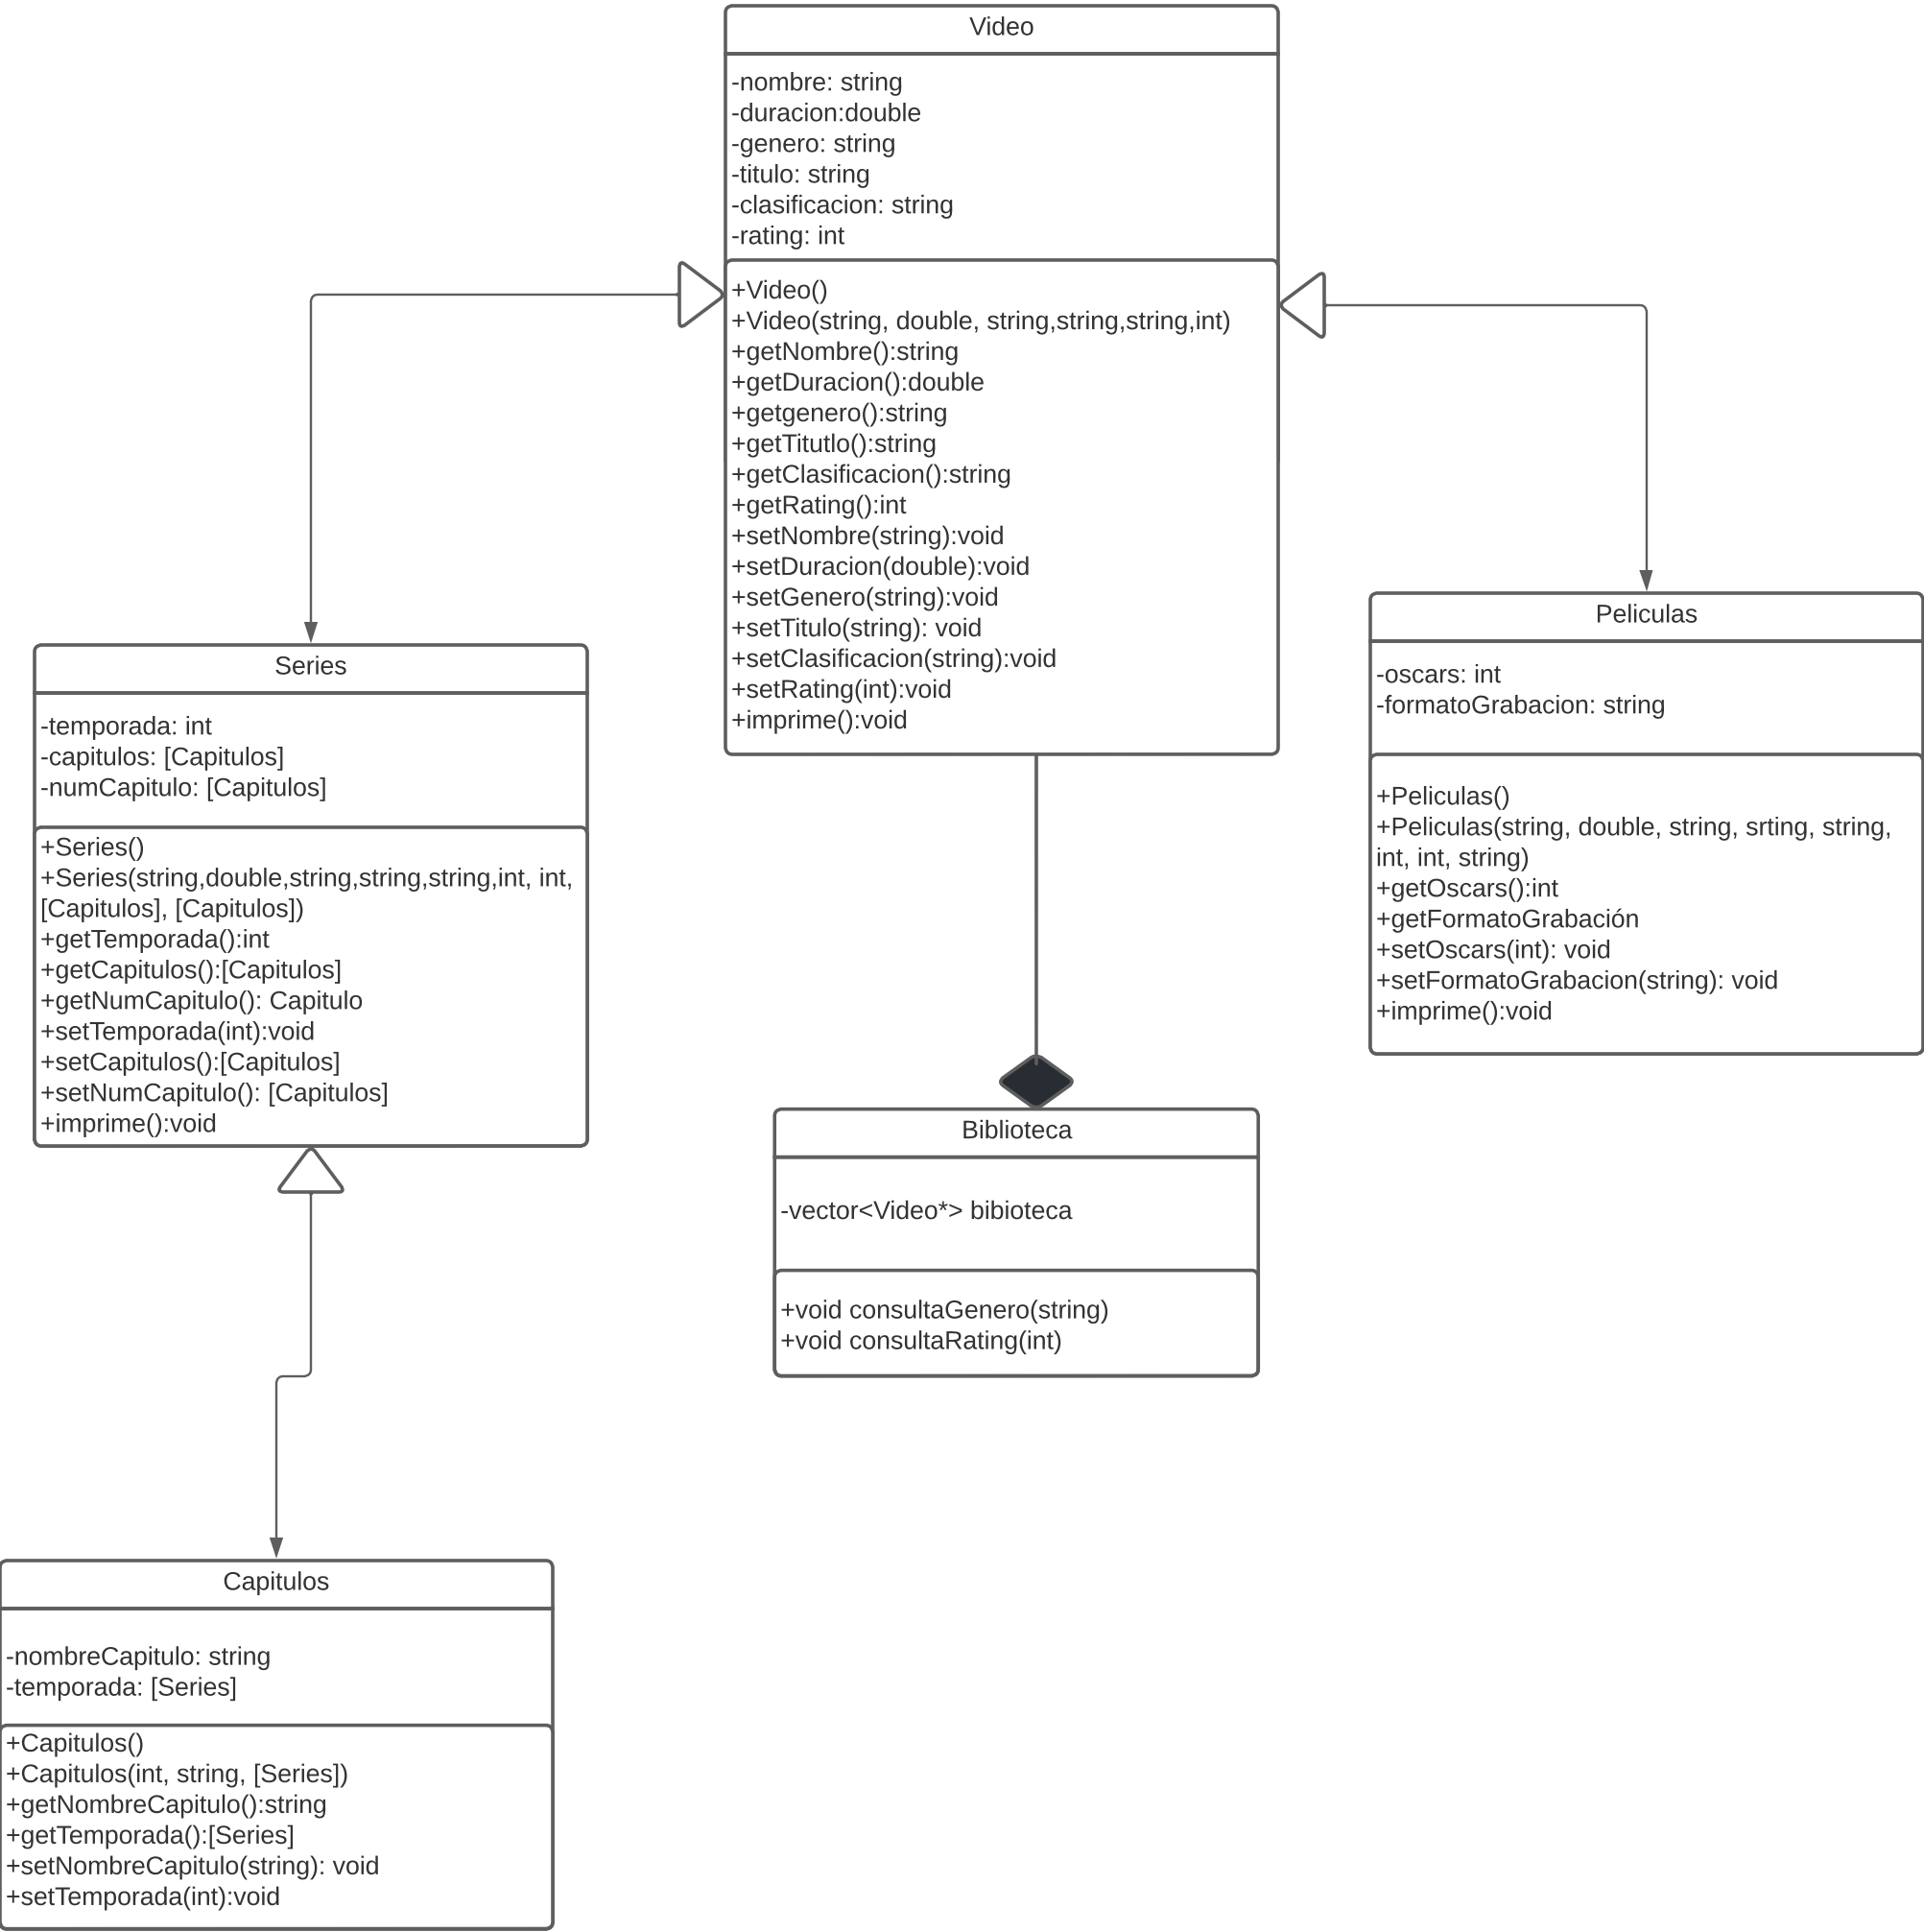 Video
-nombre: string
-duracion:double
-genero: string
-titulo: string
-clasificacion: string
-rating: int
+Video()
+Video(string, double, string,string,string,int)
+getNombre():string
+getDuracion():double
+getgenero():string
+getTitutlo():string
+getClasificacion():string
+getRating():int
+setNombre(string):void
+setDuracion(double):void
+setGenero(string):void
+setTitulo(string): void
+setClasificacion(string):void
+setRating(int):void
+imprime():void
Series
-temporada: int
-capitulos: [Capitulos]
-numCapitulo: [Capitulos]
+Series()
+Series(string,double,string,string,string,int, int,
[Capitulos], [Capitulos])
+getTemporada():int
+getCapitulos():[Capitulos]
+getNumCapitulo(): Capitulo
+setTemporada(int):void
+setCapitulos():[Capitulos]
+setNumCapitulo(): [Capitulos]
+imprime():void
Peliculas
-oscars: int
-formatoGrabacion: string
+Peliculas()
+Peliculas(string, double, string, srting, string,
int, int, string)
+getOscars():int
+getFormatoGrabación
+setOscars(int): void
+setFormatoGrabacion(string): void
+imprime():void
Biblioteca
-vector<Video*> bibioteca
+void consultaGenero(string)
+void consultaRating(int)
Capitulos
-nombreCapitulo: string
-temporada: [Series]
+Capitulos()
+Capitulos(int, string, [Series])
+getNombreCapitulo():string
+getTemporada():[Series]
+setNombreCapitulo(string): void
+setTemporada(int):void